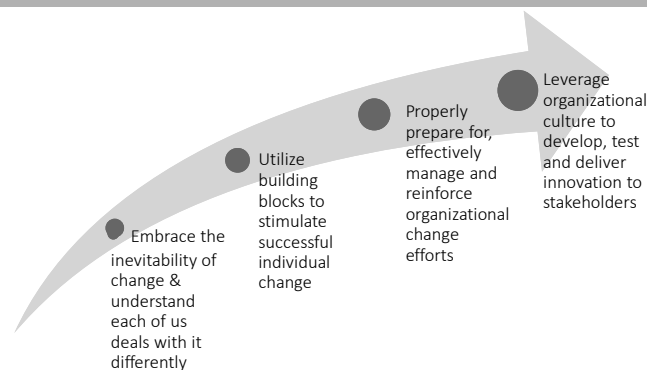 Embrace the
inevitability of
change &
understand
each of us
deals with it
differently
Utilize
building
blocks to
stimulate
successful
individual
change
Properly
prepare for,
effectively
manage and
reinforce
organizational
change
efforts
Leverage
organizational
culture to
develop, test
and deliver
innovation to
stakeholders